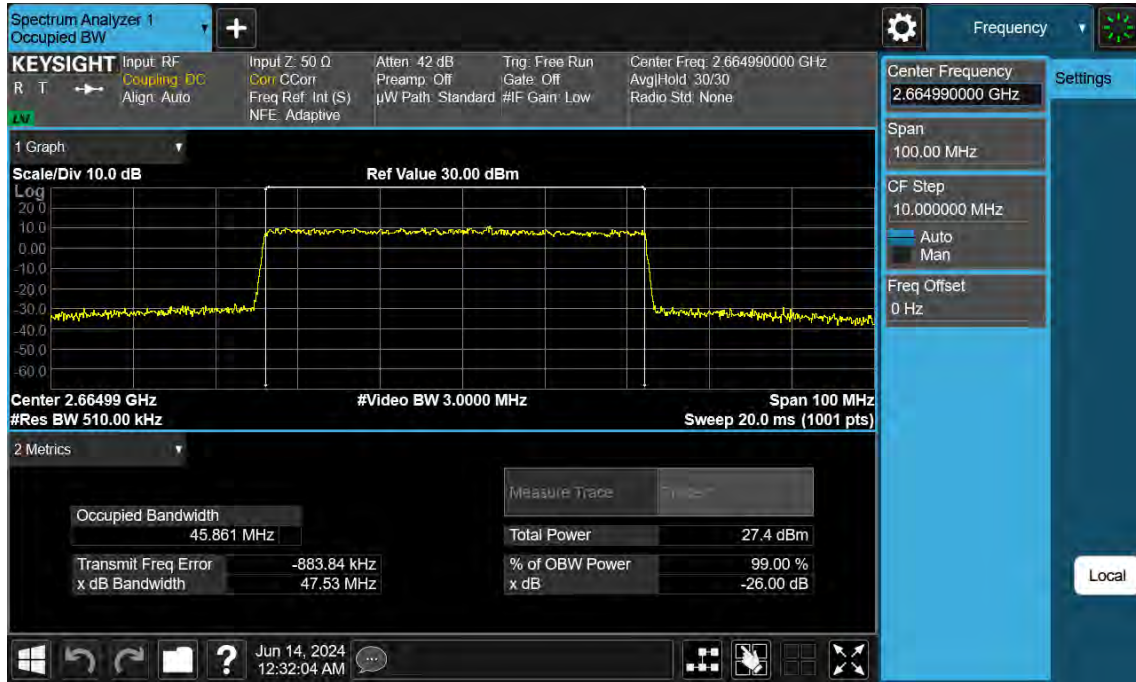 Spectrum Analyzer 1
Occupied BW
+
Frequency
KEYSIGHT
R T
LXI
Input: RF
Coupling: DC
Align: Auto
Input Z: 50 Ω
Corr CCorr
Freq Ref: Int (S)
NFE: Adaptive
Atten: 42 dB
Preamp: Off
µW Path: Standard
Trig: Free Run
Gate: Off
#IF Gain: Low
Center Freq: 2.664990000 GHz
Avg|Hold: 30/30
Radio Std: None
Center Frequency
2.664990000 GHz
Settings
Span
100.00 MHz
CF Step
10.000000 MHz
Auto
Man
Freq Offset
0 Hz
Local
1 Graph
Scale/Div 10.0 dB
Ref Value 30.00 dBm
Log
20.0
10.0
0.00
-10.0
-20.0
-30.0
-40.0
-50.0
-60.0
Center 2.66499 GHz
#Video BW 3.0000 MHz
Span 100 MHz
#Res BW 510.00 kHz
Sweep 20.0 ms (1001 pts)
2 Metrics
Measure Trace
Occupied Bandwidth
45.861 MHz
Total Power 27.4 dBm
Transmit Freq Error -883.84 kHz
% of OBW Power 99.00 %
x dB Bandwidth 47.53 MHz
x dB -26.00 dB
?
Jun 14, 2024
12:32:04 AM